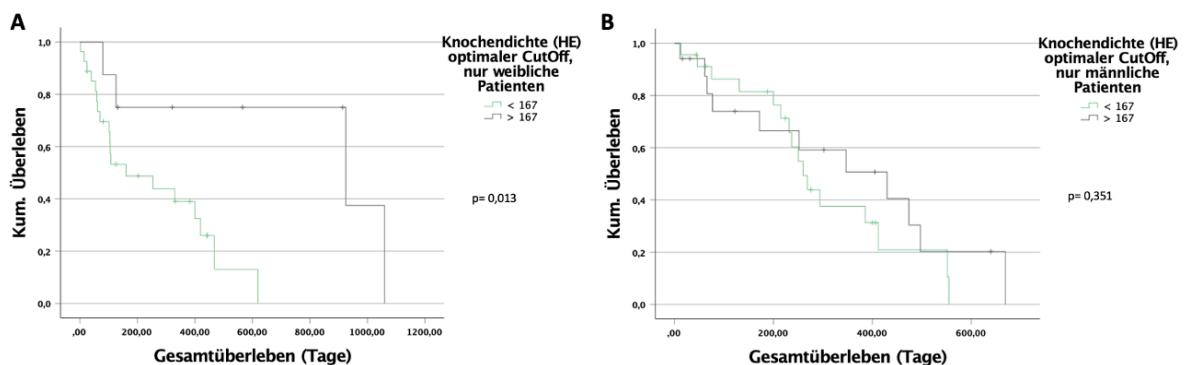 A
Knochendichte (HE)
optimaler CutOff,
nur weibliche
Patienten
< 167
> 167
p= 0,013
1,0
0,8
0,6
0,4
0,2
0,0
Kum. Überleben
,00 200,00 400,00 600,00 800,00 1000,00 1200,00
Gesamtüberleben (Tage)
B
Knochendichte (HE)
optimaler CutOff,
nur männliche
Patienten
< 167
> 167
p= 0,351
1,0
0,8
0,6
0,4
0,2
0,0
Kum. Überleben
,00 200,00 400,00 600,00
Gesamtüberleben (Tage)